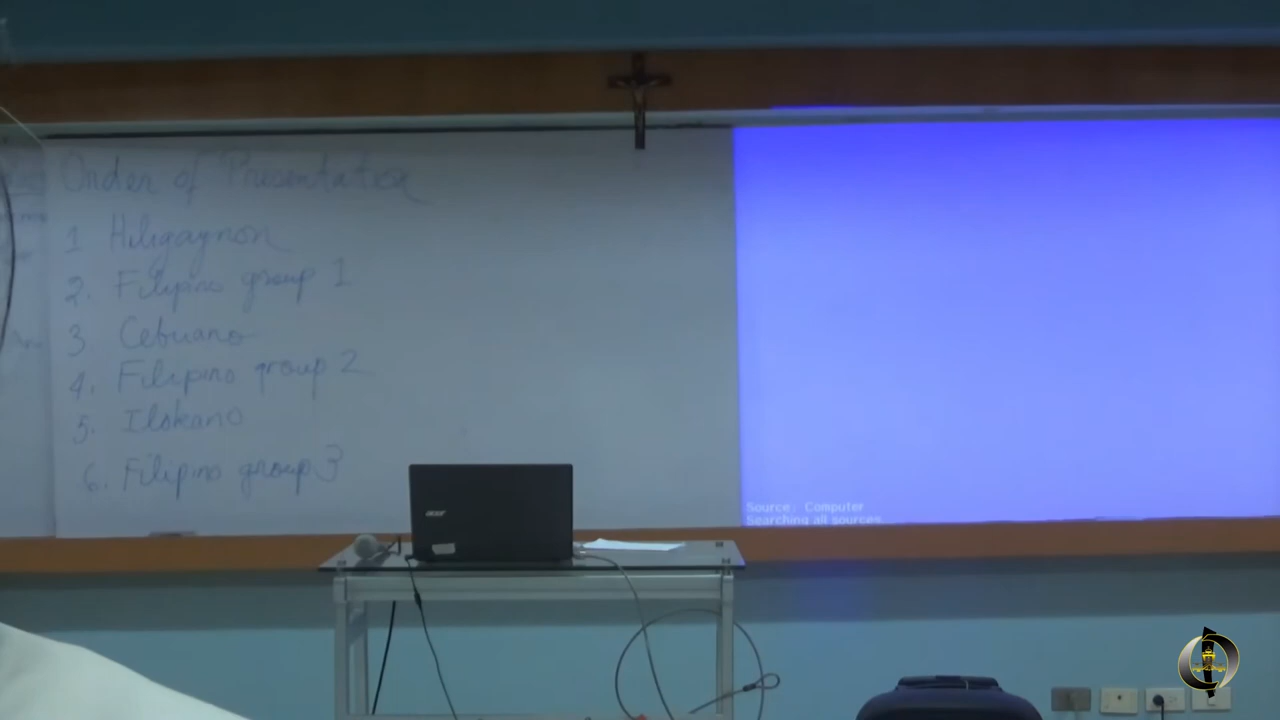 Order of Presentation
1 Hiligaynon
2. Filipino group 1
3 Cebuano
4. Filipino group 2
5. Ilokano
6. Filipino group 3
acer
Source: Computer
Searching all sources